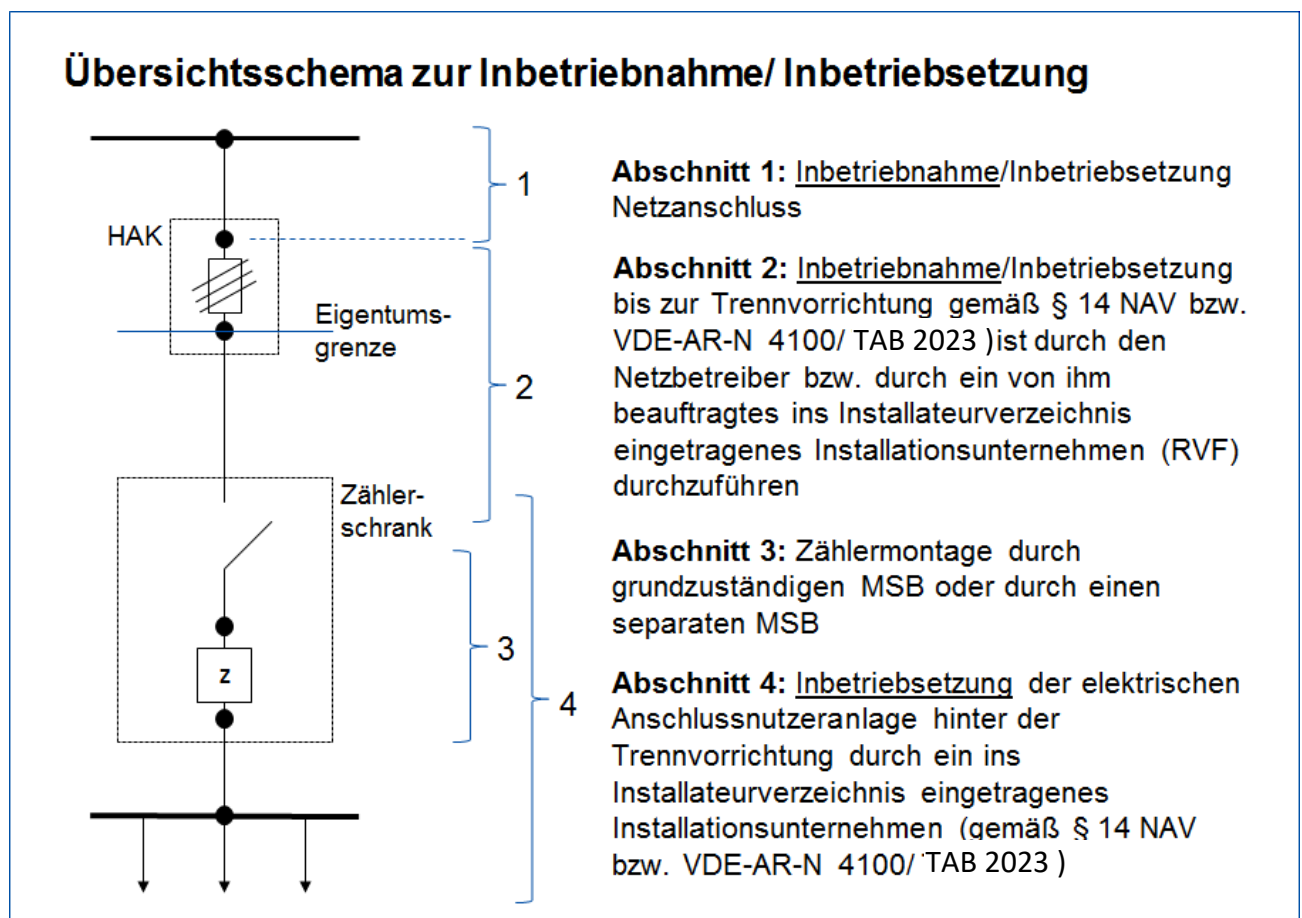 Übersichtsschema zur Inbetriebnahme/ Inbetriebsetzung
1
HAK
Eigentums-
grenze
2
Zähler-
schrank
z
3
4
Abschnitt 1: Inbetriebnahme/Inbetriebsetzung
Netzanschluss
Abschnitt 2: Inbetriebnahme/Inbetriebsetzung
bis zur Trennvorrichtung gemäß § 14 NAV bzw.
VDE-AR-N 4100/ TAB 2023 )ist durch den
Netzbetreiber bzw. durch ein von ihm
beauftragtes ins Installateurverzeichnis
eingetragenes Installationsunternehmen (RVF)
durchzuführen
Abschnitt 3: Zählermontage durch
grundzuständigen MSB oder durch einen
separaten MSB
Abschnitt 4: Inbetriebsetzung der elektrischen
Anschlussnutzeranlage hinter der
Trennvorrichtung durch ein ins
Installateurverzeichnis eingetragenes
Installationsunternehmen (gemäß § 14 NAV
bzw. VDE-AR-N 4100/ TAB 2023 )